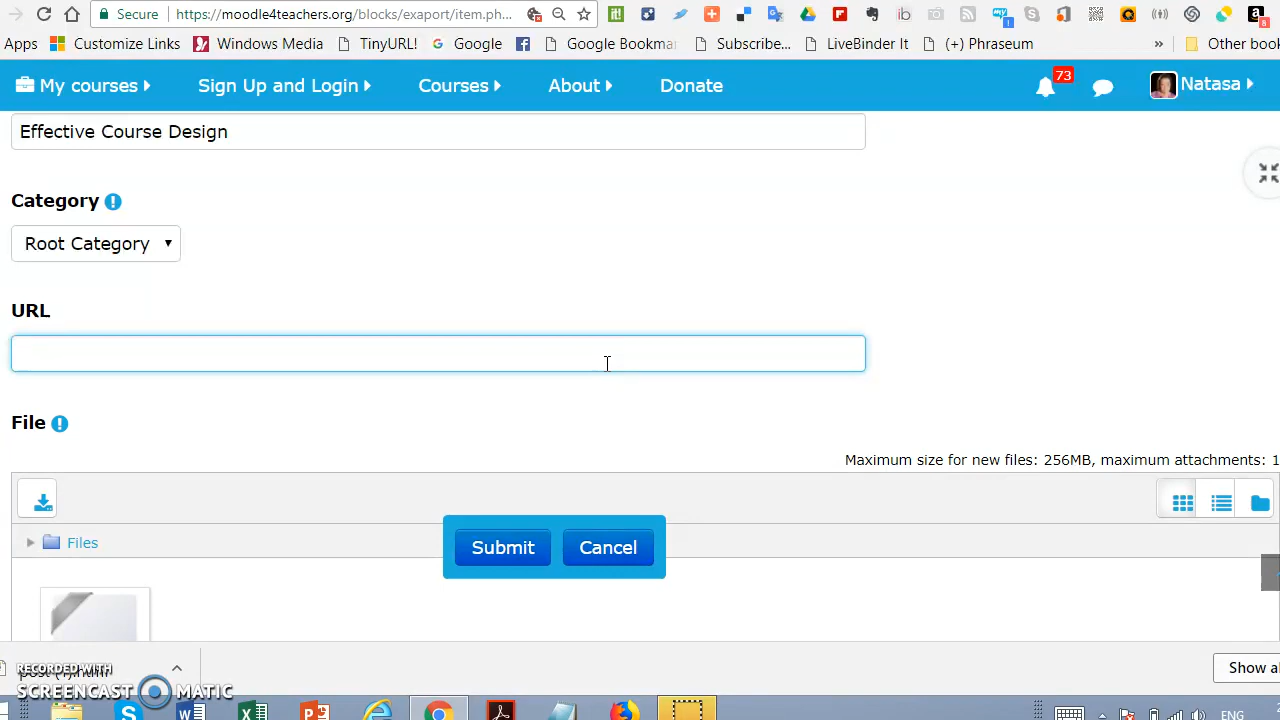 Secure https://moodle4teachers.org/blocks/exaport/item.ph...
Apps Customize Links Windows Media TinyURL! Google Google Bookmar Subscribe... LiveBinder It (+) Phraseum » Other book
My courses Sign Up and Login Courses About Donate 73 Natasa
Effective Course Design
Category
Root Category
URL
File
Maximum size for new files: 256MB, maximum attachments: 1
Files
Submit Cancel
RECORDED WITH
SCREENCAST MATIC
Show al
ENG